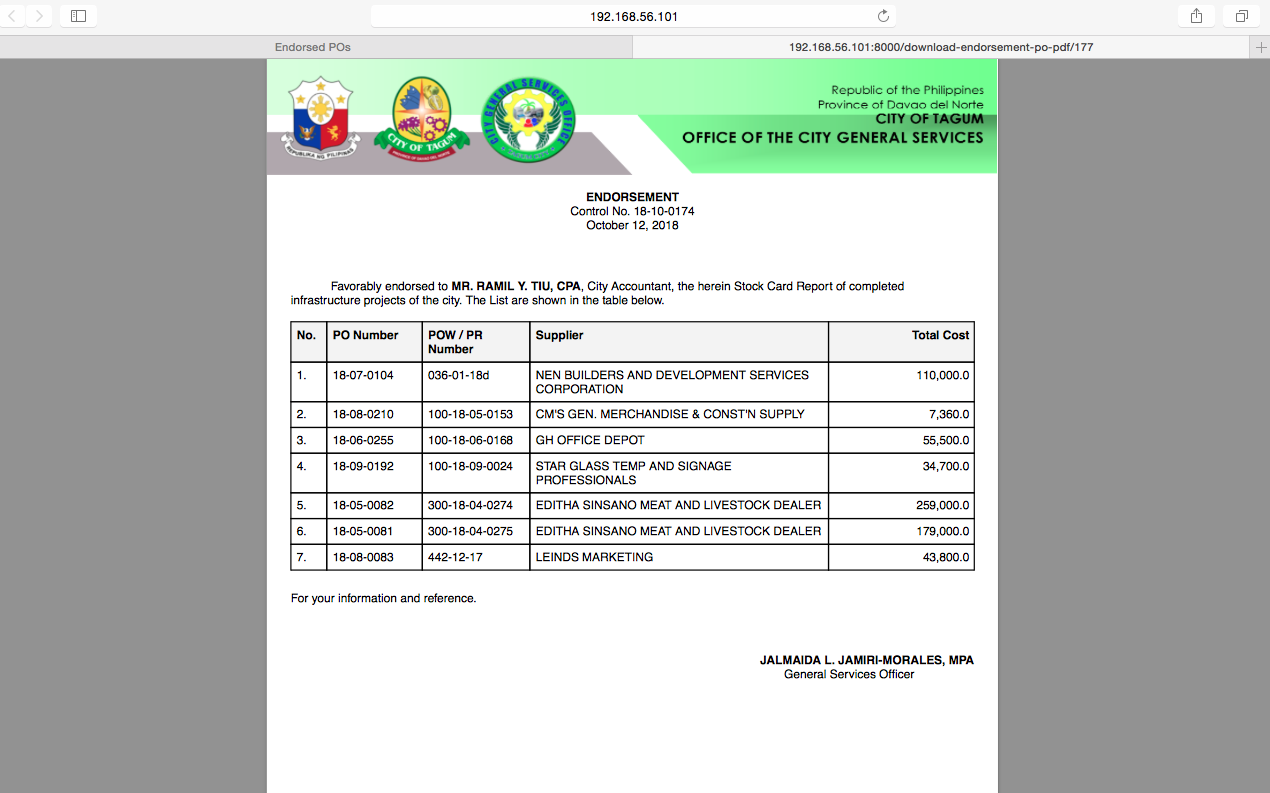 192.168.56.101
Endorsed POs
192.168.56.101:8000/download-endorsement-po-pdf/177
REPUBLIKA NG PILIPINAS
CITY OF TAGUM
PROVINCE OF DAVAO DEL NORTE
CITY GENERAL SERVICES OFFICE
Republic of the Philippines
Province of Davao del Norte
CITY OF TAGUM
OFFICE OF THE CITY GENERAL SERVICES
ENDORSEMENT
Control No. 18-10-0174
October 12, 2018
Favorably endorsed to MR. RAMIL Y. TIU, CPA, City Accountant, the herein Stock Card Report of completed
infrastructure projects of the city. The List are shown in the table below.
No. PO Number POW / PR Supplier Total Cost
Number
1. 18-07-0104 036-01-18d NEN BUILDERS AND DEVELOPMENT SERVICES 110,000.0
CORPORATION
2. 18-08-0210 100-18-05-0153 CM'S GEN. MERCHANDISE & CONST'N SUPPLY 7,360.0
3. 18-06-0255 100-18-06-0168 GH OFFICE DEPOT 55,500.0
4. 18-09-0192 100-18-09-0024 STAR GLASS TEMP AND SIGNAGE 34,700.0
PROFESSIONALS
5. 18-05-0082 300-18-04-0274 EDITHA SINSANO MEAT AND LIVESTOCK DEALER 259,000.0
6. 18-05-0081 300-18-04-0275 EDITHA SINSANO MEAT AND LIVESTOCK DEALER 179,000.0
7. 18-08-0083 442-12-17 LEINDS MARKETING 43,800.0
For your information and reference.
JALMAIDA L. JAMIRI-MORALES, MPA
General Services Officer